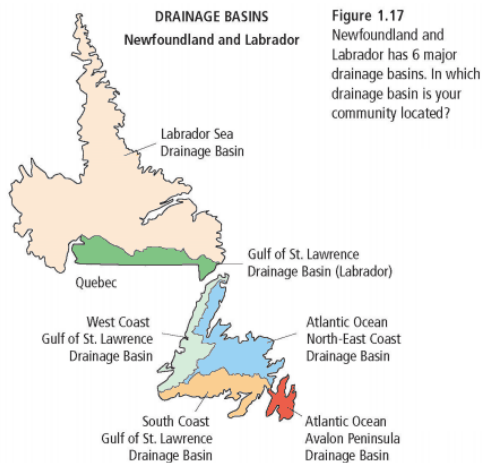 DRAINAGE BASINS
Newfoundland and Labrador
Figure 1.17
Newfoundland and
Labrador has 6 major
drainage basins. In which
drainage basin is your
community located?
Labrador Sea
Drainage Basin
Gulf of St. Lawrence
Drainage Basin (Labrador)
Quebec
West Coast
Gulf of St. Lawrence
Drainage Basin
Atlantic Ocean
North-East Coast
Drainage Basin
South Coast
Gulf of St. Lawrence
Drainage Basin
Atlantic Ocean
Avalon Peninsula
Drainage Basin